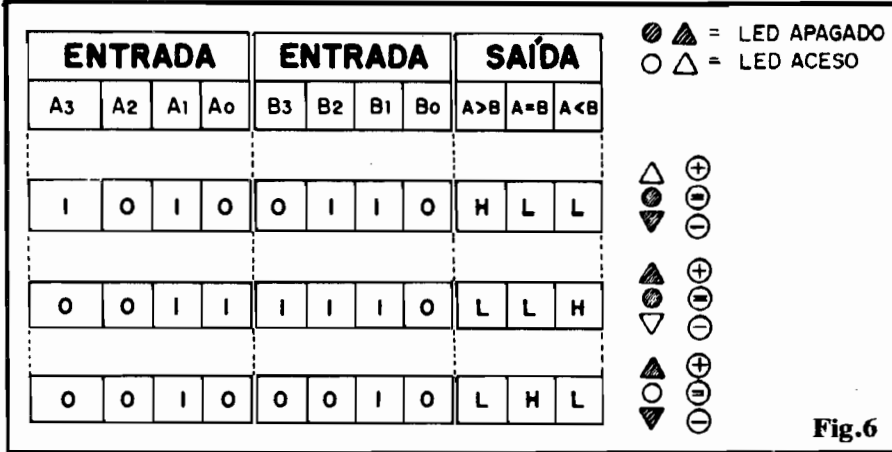 ENTRADA ENTRADA SAÍDA
A3 A2 A1 A0 B3 B2 B1 B0 A>B A=B A<B
= LED APAGADO
= LED ACESO
1 0 1 0 0 1 1 0 H L L
+
=
−
0 0 1 1 1 1 1 0 L L H
+
=
−
0 0 1 0 0 0 1 0 L H L
+
=
−
Fig.6